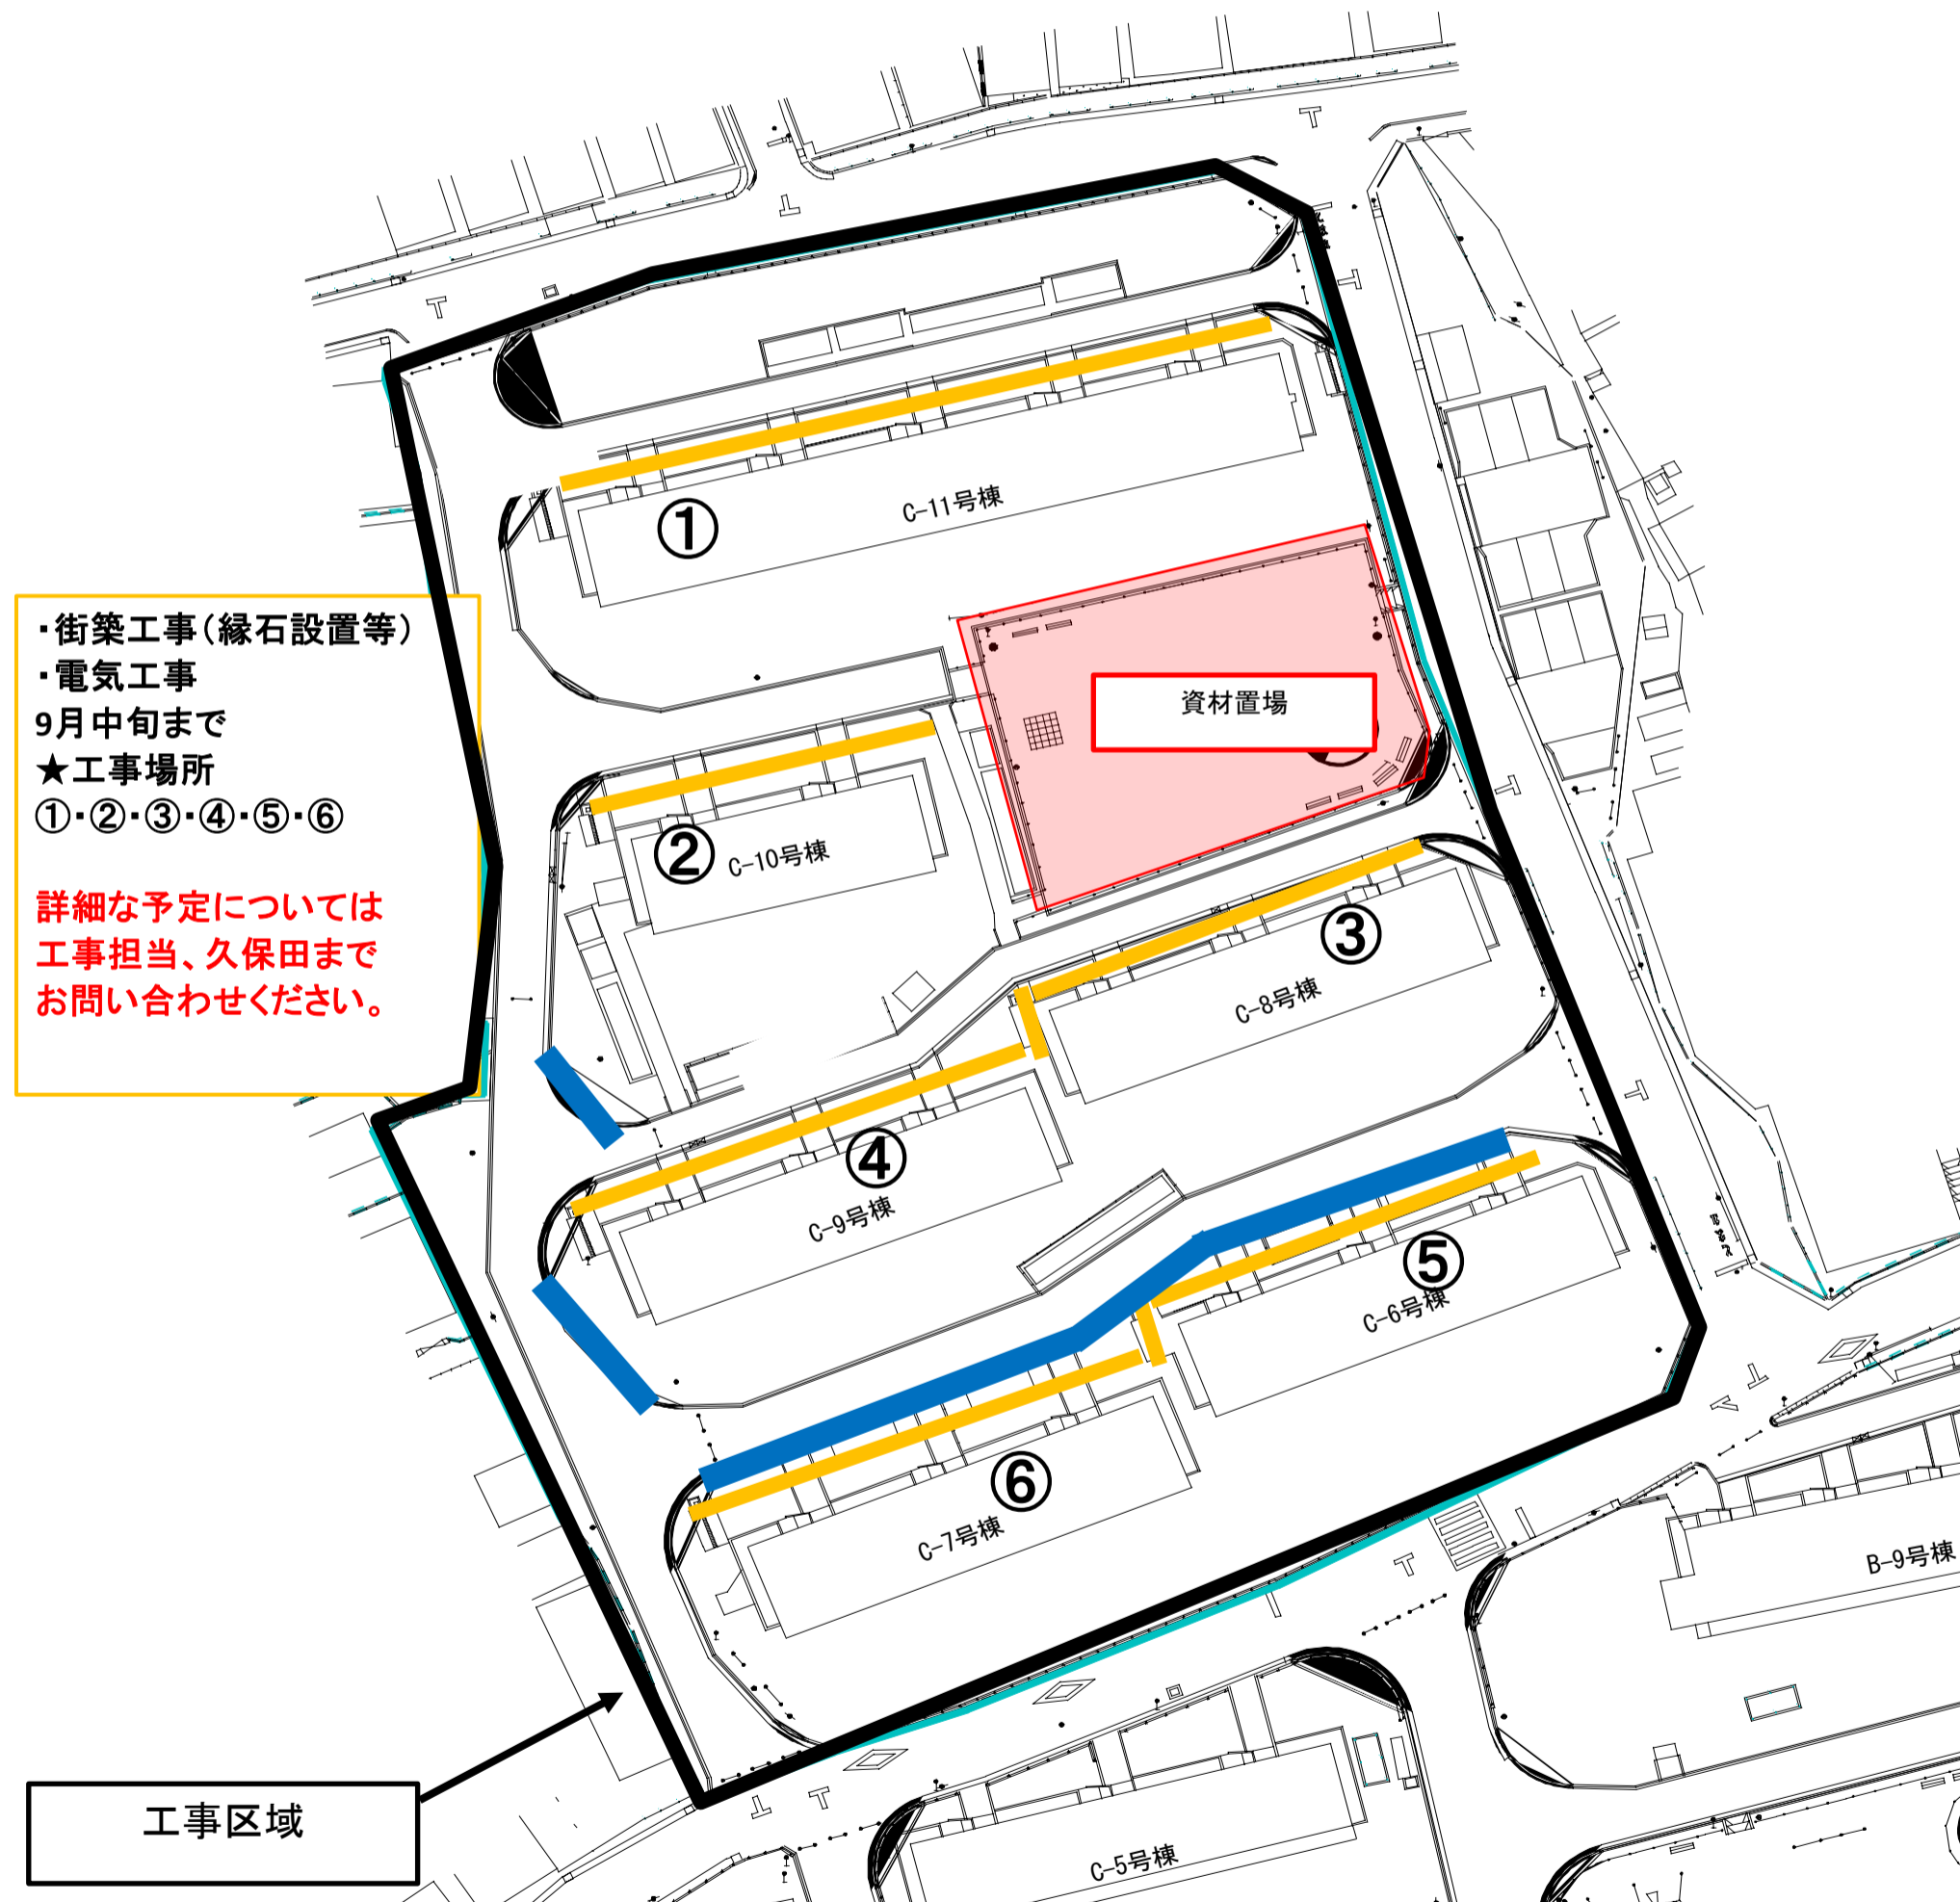 C-11号棟
①
・街築工事（縁石設置等）
・電気工事
9月中旬まで
★工事場所
①・②・③・④・⑤・⑥
詳細な予定については
工事担当、久保田まで
お問い合わせください。
資材置場
②
C-10号棟
③
C-8号棟
④
C-9号棟
⑤
C-6号棟
⑥
C-7号棟
B-9号棟
工事区域
C-5号棟